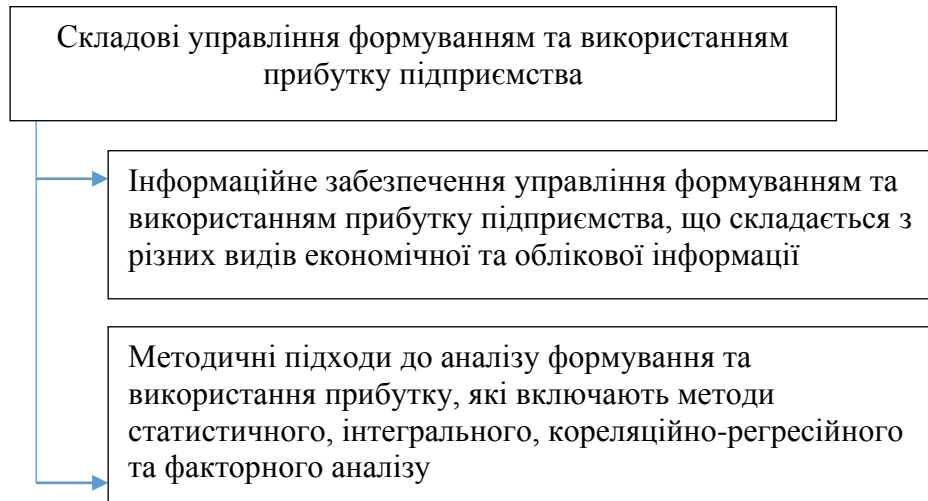 Складові управління формуванням та використанням
прибутку підприємства
Інформаційне забезпечення управління формуванням та
використанням прибутку підприємства, що складається з
різних видів економічної та облікової інформації
Методичні підходи до аналізу формування та
використання прибутку, які включають методи
статистичного, інтегрального, кореляційно-регресійного
та факторного аналізу